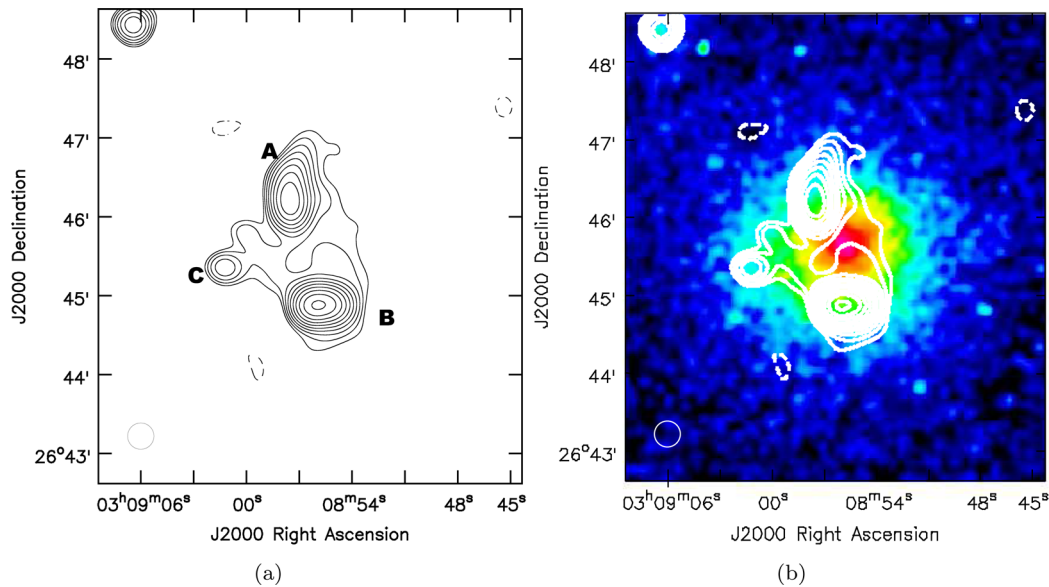 48'
47'
46'
45'
44'
26°43'
J2000 Declination
A
C
B
03ʰ09ᵐ06ˢ 00ˢ 08ᵐ54ˢ 48ˢ 45ˢ
J2000 Right Ascension
(a)
48'
47'
46'
45'
44'
26°43'
J2000 Declination
03ʰ09ᵐ06ˢ 00ˢ 08ᵐ54ˢ 48ˢ 45ˢ
J2000 Right Ascension
(b)